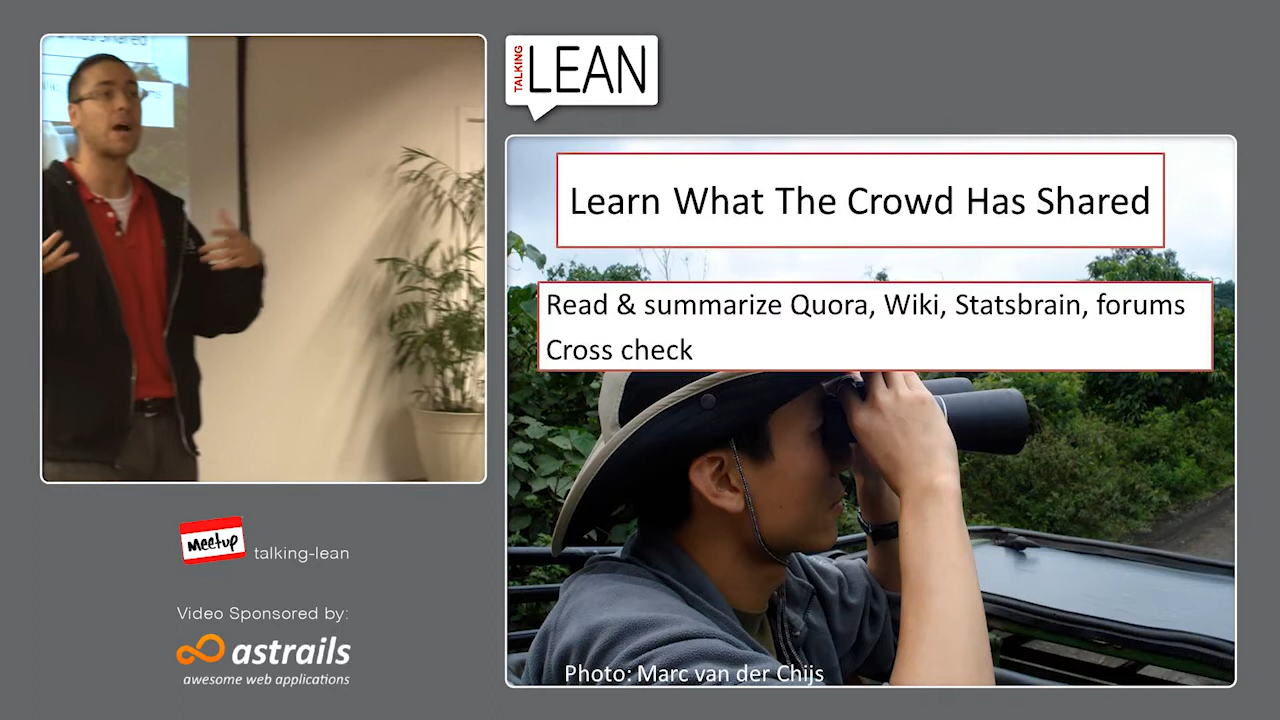 TALKING
LEAN
Learn What The Crowd Has Shared
Read & summarize Quora, Wiki, Statsbrain, forums
Cross check
Photo: Marc van der Chijs
meetup talking-lean
Video Sponsored by:
astrails
awesome web applications